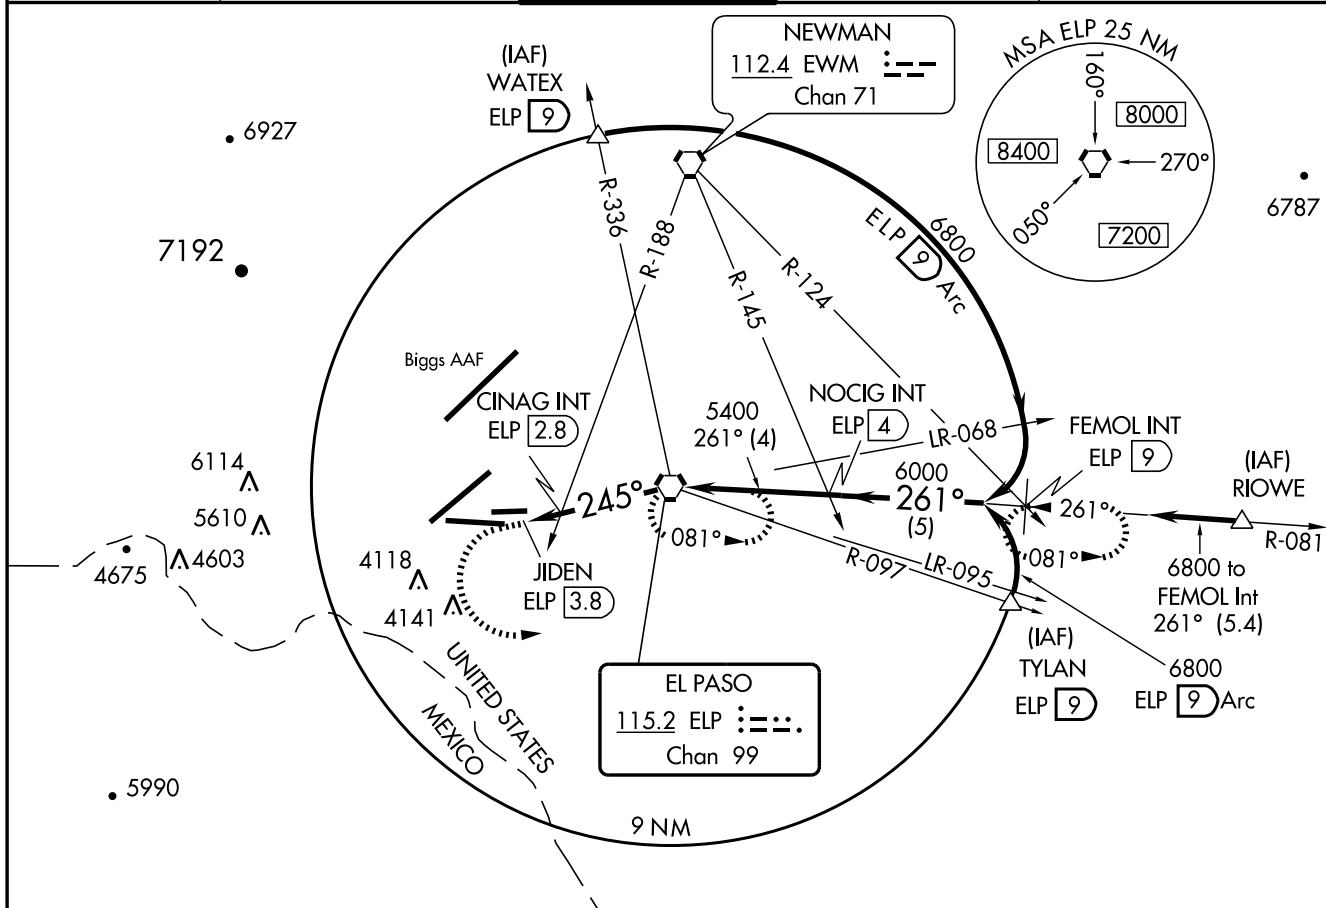 NEWMAN
112.4 EWM
Chan 71
MSA ELP 25 NM
160°
8000
8400
270°
050°
7200
(IAF)
WATEX
ELP 9
6927
6787
7192
R-336
R-188
R-145
R-124
6800
ELP 9 Arc
Biggs AAF
CINAG INT
ELP 2.8
5400
261° (4)
NOCIG INT
ELP 4
LR-068
FEMOL INT
ELP 9
(IAF)
RIOWE
6114
5610
4603
4675
245°
6000
261°
(5)
081°
261°
081°
R-081
4118
4141
JIDEN
ELP 3.8
R-097
LR-095
6800 to
FEMOL Int
261° (5.4)
(IAF)
TYLAN
ELP 9
6800
ELP 9 Arc
UNITED STATES
MEXICO
EL PASO
115.2 ELP
Chan 99
5990
9 NM